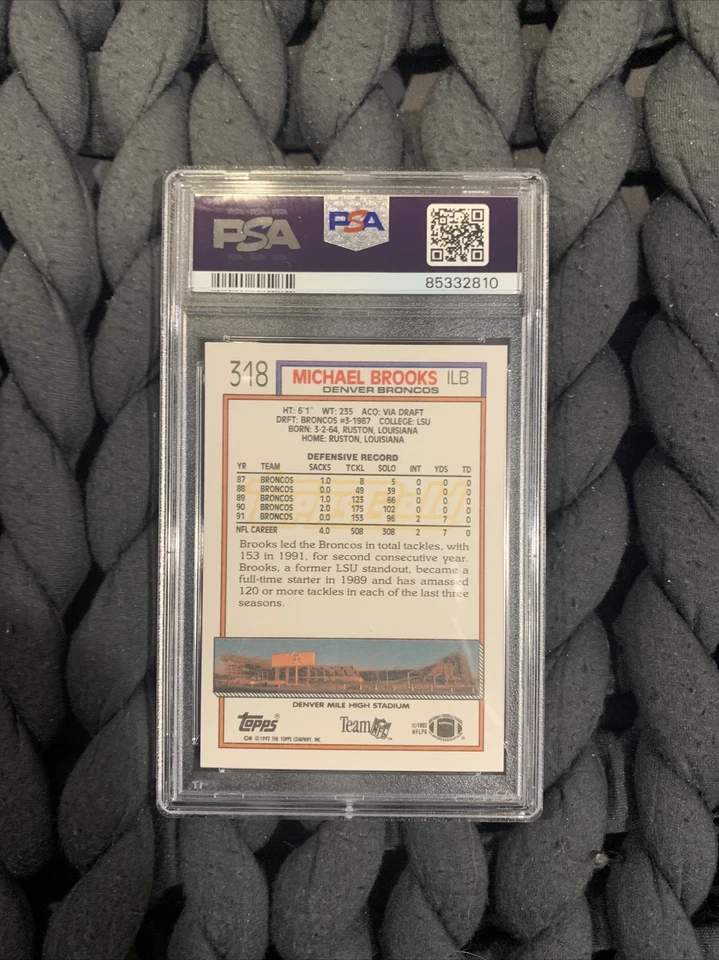 PSA PSA
85332810
318 MICHAEL BROOKS ILB
DENVER BRONCOS
HT: 6'1" WT: 235 ACQ: VIA DRAFT
DRFT: BRONCOS #3-1987 COLLEGE: LSU
BORN: 3-2-64, RUSTON, LOUISIANA
HOME: RUSTON, LOUISIANA
DEFENSIVE RECORD
YR TEAM SACKS TCKL SOLO INT YDS TD
87 BRONCOS 1.0 8 5 0 0 0
88 BRONCOS 0.0 49 39 0 0 0
89 BRONCOS 1.0 123 66 0 0 0
90 BRONCOS 2.0 175 102 0 0 0
91 BRONCOS 0.0 153 96 2 7 0
NFL CAREER 4.0 508 308 2 7 0
Brooks led the Broncos in total tackles, with
153 in 1991, for second consecutive year.
Brooks, a former LSU standout, became a
full-time starter in 1989 and has amassed
120 or more tackles in each of the last three
seasons.
DENVER MILE HIGH STADIUM
topps Team NFL ©1992
NFLPA
C* ©1992 THE TOPPS COMPANY, INC.